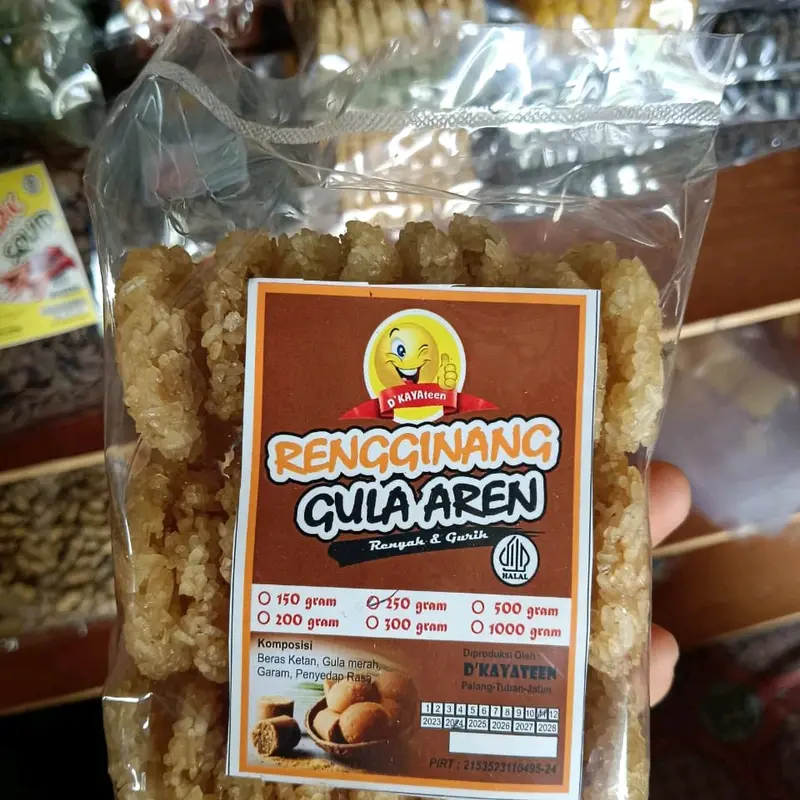 SQUID
D'KAYAteen
RENGGINANG
GULA AREN
Renyah & Gurih
HALAL
150 gram 250 gram 500 gram
200 gram 300 gram 1000 gram
Komposisi
Beras Ketan, Gula merah,
Garam, Penyedap Rasa
Diproduksi Oleh :
D'KAYATEEN
Palang-Tuban-Jatim
1 2 3 4 5 6 7 8 9 10 11 12
2023 2024 2025 2026 2027 2028
PIRT : 2153523110495-24